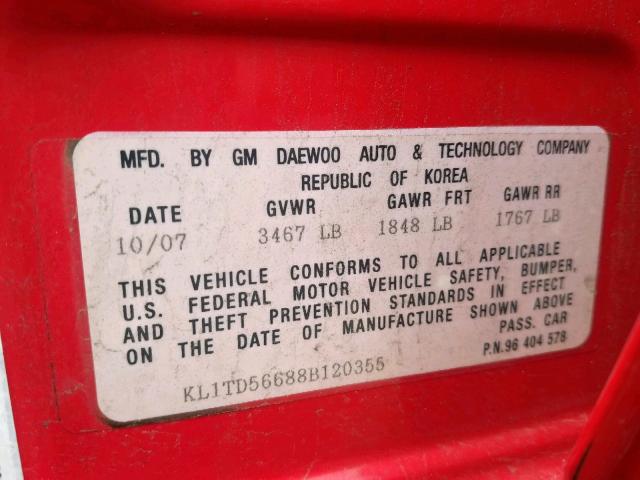 MFD. BY GM DAEWOO AUTO & TECHNOLOGY COMPANY
REPUBLIC OF KOREA
DATE GVWR GAWR FRT GAWR RR
10/07 3467 LB 1848 LB 1767 LB
THIS VEHICLE CONFORMS TO ALL APPLICABLE
U.S. FEDERAL MOTOR VEHICLE SAFETY, BUMPER,
AND THEFT PREVENTION STANDARDS IN EFFECT
ON THE DATE OF MANUFACTURE SHOWN ABOVE
PASS. CAR
P.N.96 404 578
KL1TD56688B120355